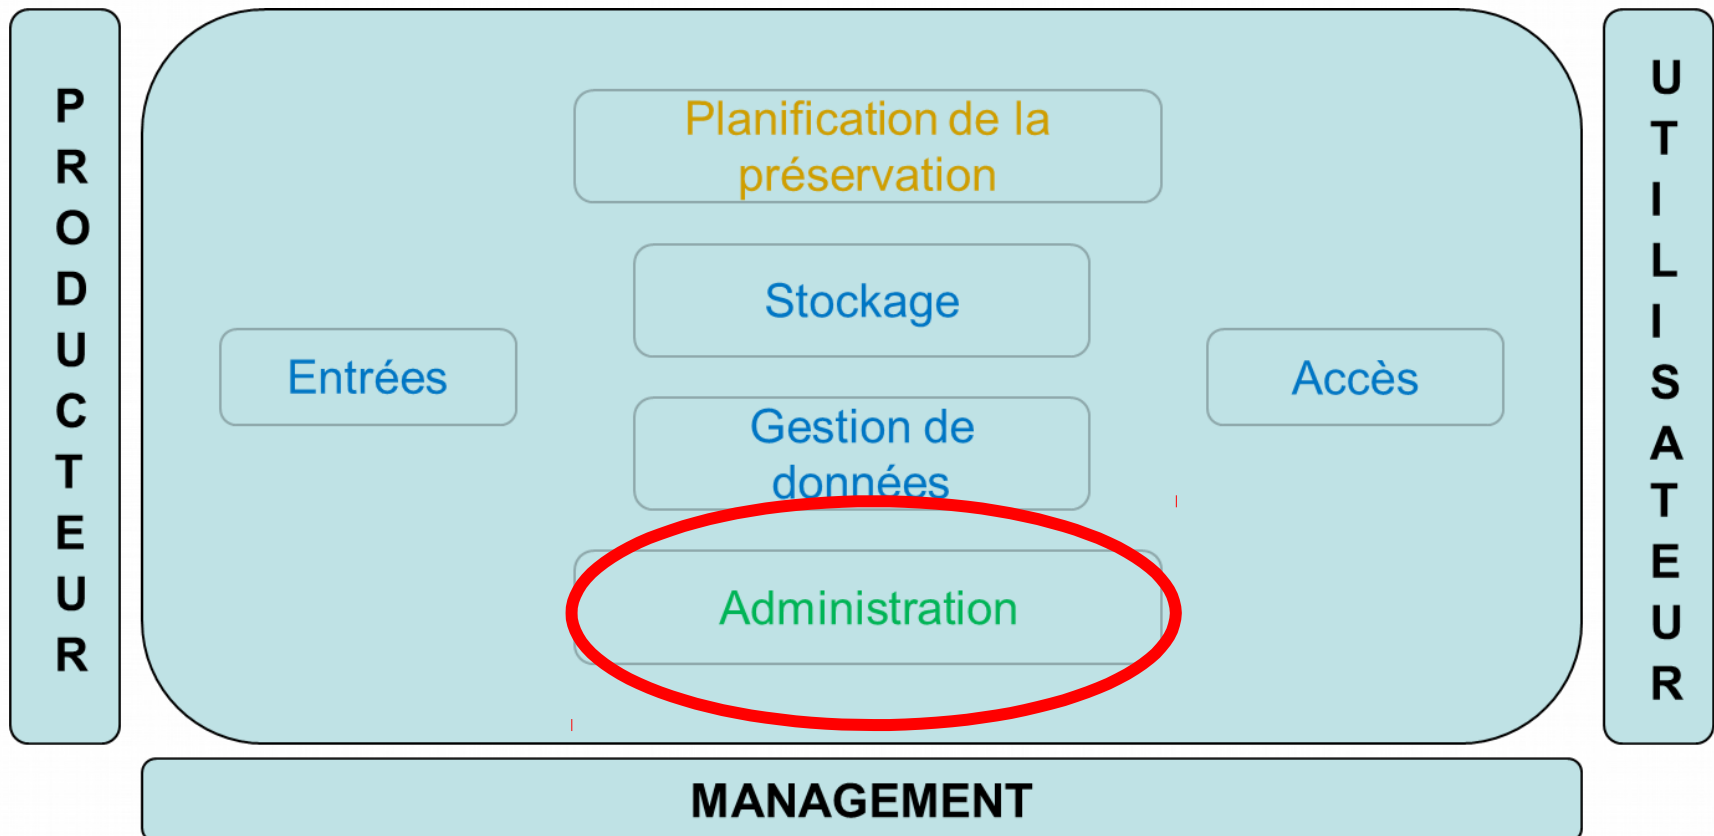 PRODUCTEUR
Planification de la
préservation
Stockage
Entrées
Accès
Gestion de
données
Administration
UTILISATEUR
MANAGEMENT